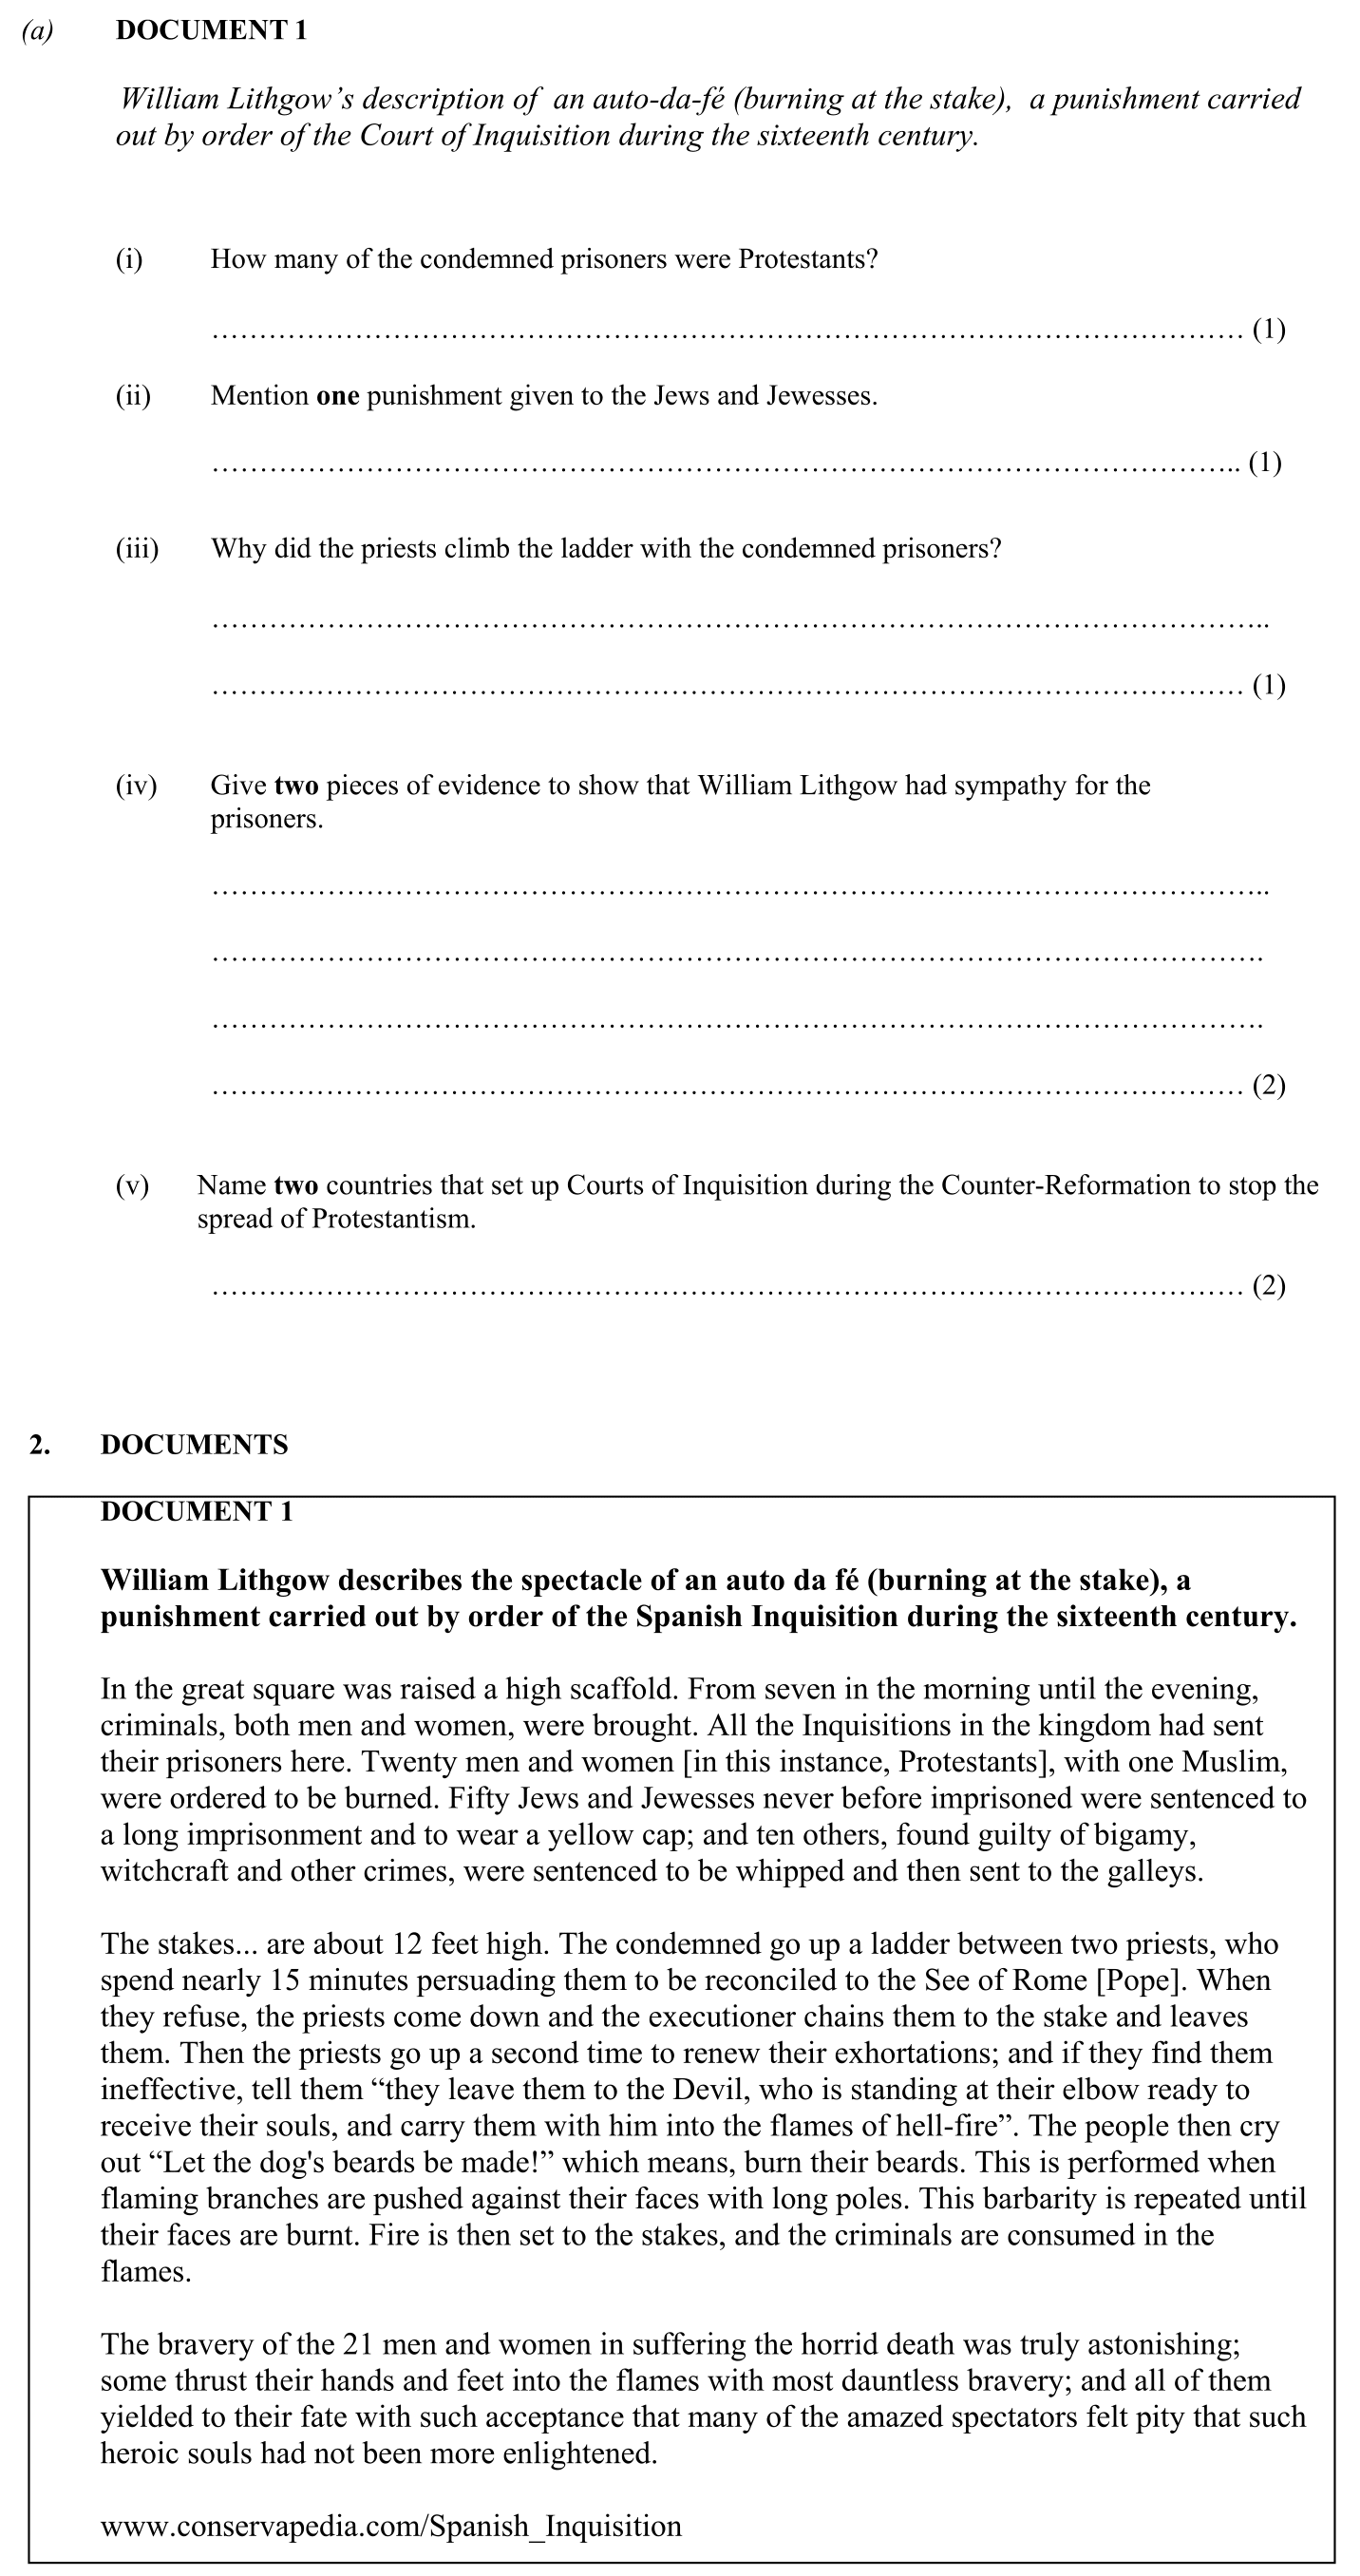 (a) DOCUMENT 1
William Lithgow’s description of an auto-da-fé (burning at the stake), a punishment carried
out by order of the Court of Inquisition during the sixteenth century.
(i) How many of the condemned prisoners were Protestants?
………………………………………………………………………………………………… (1)
(ii) Mention one punishment given to the Jews and Jewesses.
……………………………………………………………………………………………….. (1)
(iii) Why did the priests climb the ladder with the condemned prisoners?
…………………………………………………………………………………………………..
………………………………………………………………………………………………… (1)
(iv) Give two pieces of evidence to show that William Lithgow had sympathy for the
prisoners.
…………………………………………………………………………………………………..
………………………………………………………………………………………………….
………………………………………………………………………………………………….
………………………………………………………………………………………………… (2)
(v) Name two countries that set up Courts of Inquisition during the Counter-Reformation to stop the
spread of Protestantism.
………………………………………………………………………………………………… (2)
2. DOCUMENTS
DOCUMENT 1
William Lithgow describes the spectacle of an auto da fé (burning at the stake), a
punishment carried out by order of the Spanish Inquisition during the sixteenth century.
In the great square was raised a high scaffold. From seven in the morning until the evening,
criminals, both men and women, were brought. All the Inquisitions in the kingdom had sent
their prisoners here. Twenty men and women [in this instance, Protestants], with one Muslim,
were ordered to be burned. Fifty Jews and Jewesses never before imprisoned were sentenced to
a long imprisonment and to wear a yellow cap; and ten others, found guilty of bigamy,
witchcraft and other crimes, were sentenced to be whipped and then sent to the galleys.
The stakes... are about 12 feet high. The condemned go up a ladder between two priests, who
spend nearly 15 minutes persuading them to be reconciled to the See of Rome [Pope]. When
they refuse, the priests come down and the executioner chains them to the stake and leaves
them. Then the priests go up a second time to renew their exhortations; and if they find them
ineffective, tell them “they leave them to the Devil, who is standing at their elbow ready to
receive their souls, and carry them with him into the flames of hell-fire”. The people then cry
out “Let the dog's beards be made!” which means, burn their beards. This is performed when
flaming branches are pushed against their faces with long poles. This barbarity is repeated until
their faces are burnt. Fire is then set to the stakes, and the criminals are consumed in the
flames.
The bravery of the 21 men and women in suffering the horrid death was truly astonishing;
some thrust their hands and feet into the flames with most dauntless bravery; and all of them
yielded to their fate with such acceptance that many of the amazed spectators felt pity that such
heroic souls had not been more enlightened.
www.conservapedia.com/Spanish_Inquisition